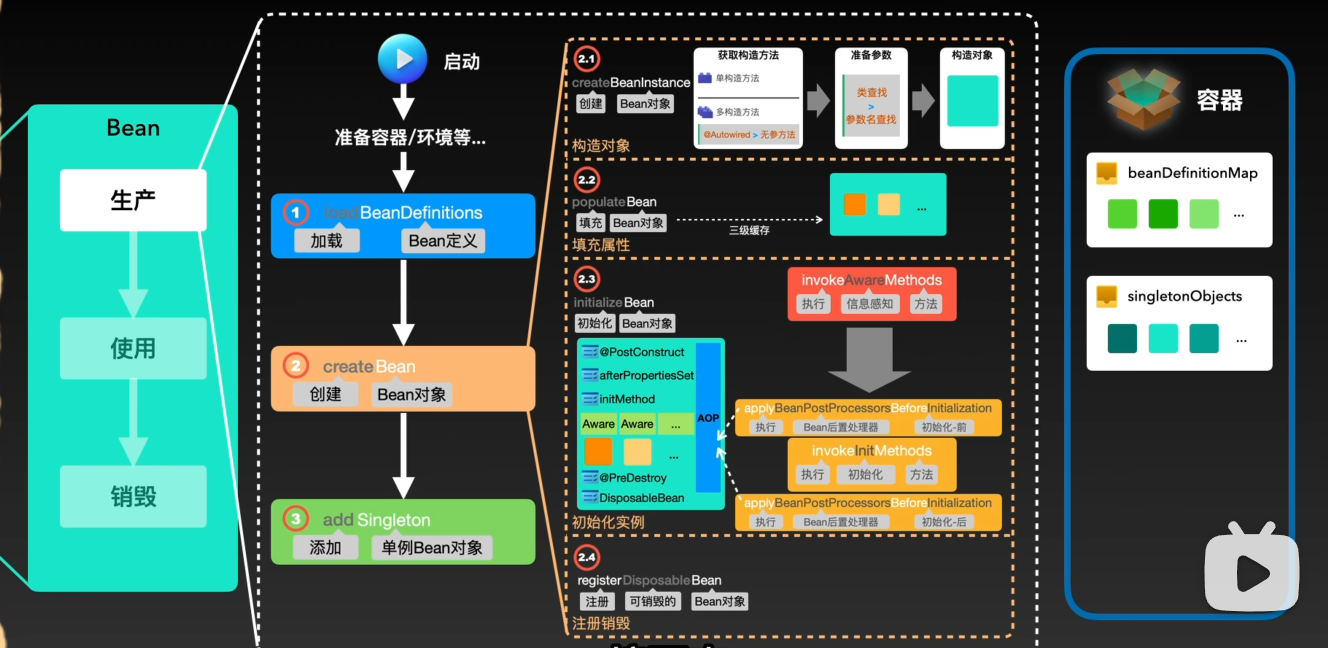 Bean
生产
使用
销毁
启动
准备容器/环境等...
1
loadBeanDefinitions
加载
Bean定义
2
createBean
创建
Bean对象
3
add Singleton
添加
单例Bean对象
2.1
createBeanInstance
创建
Bean对象
构造对象
获取构造方法
单构造方法
多构造方法
@Autowired > 无参方法
准备参数
类查找
>
参数名查找
构造对象
2.2
populateBean
填充
Bean对象
填充属性
三级缓存
...
2.3
initializeBean
初始化
Bean对象
@PostConstruct
afterPropertiesSet
initMethod
Aware
Aware
...
...
@PreDestroy
DisposableBean
AOP
初始化实例
invokeAwareMethods
执行
信息感知
方法
applyBeanPostProcessorsBeforeInitialization
执行
Bean后置处理器
初始化-前
invokeInitMethods
执行
初始化
方法
applyBeanPostProcessorsBeforeInitialization
执行
Bean后置处理器
初始化-后
2.4
registerDisposableBean
注册
可销毁的
Bean对象
注册销毁
容器
beanDefinitionMap
...
singletonObjects
...